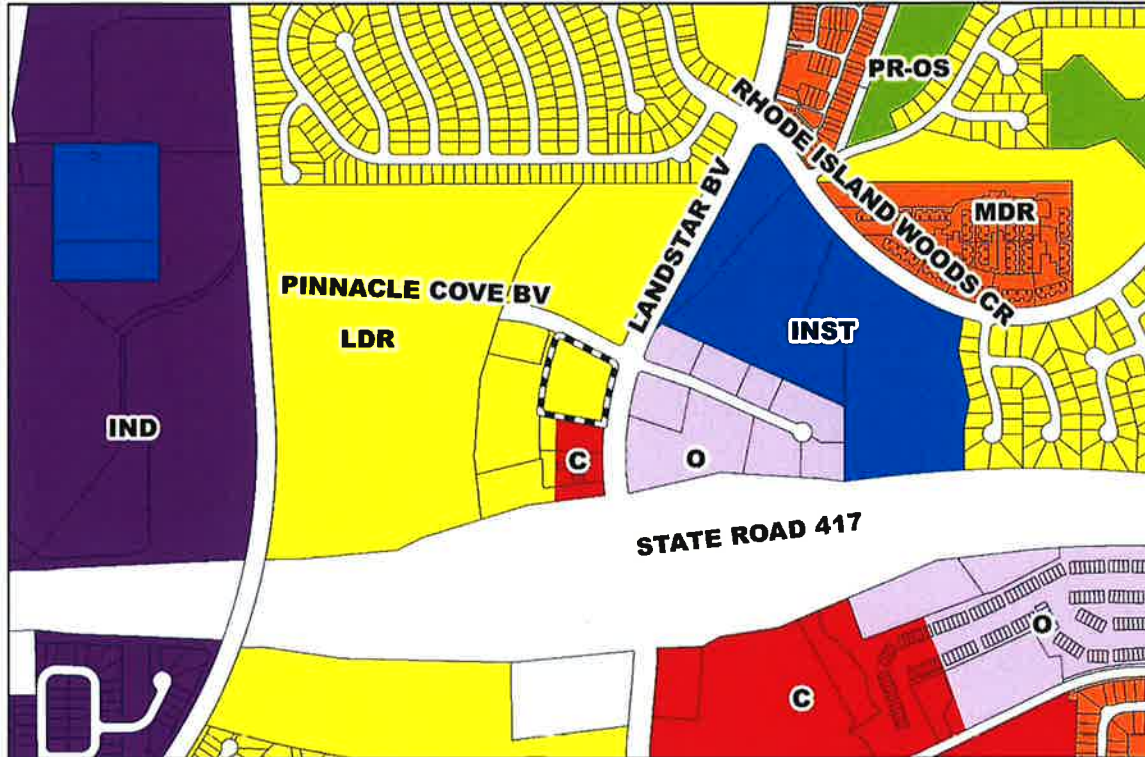 PR-OS
RHODE ISLAND WOODS CR
MDR
LANDSTAR BV
PINNACLE COVE BV
LDR
INST
IND
C
O
STATE ROAD 417
O
C